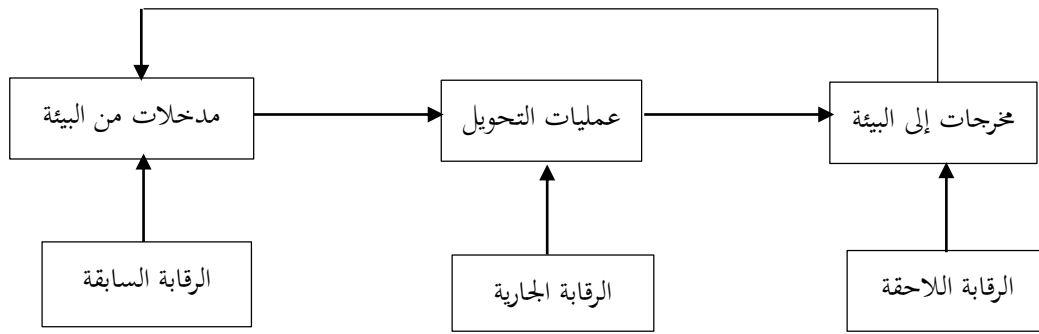 مدخلات من البيئة
عمليات التحويل
مخرجات إلى البيئة
الرقابة السابقة
الرقابة الجارية
الرقابة اللاحقة